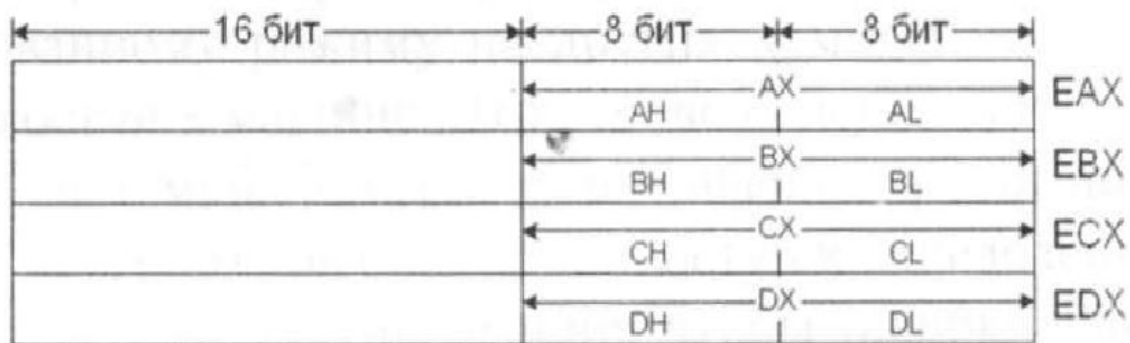 16 бит 8 бит 8 бит
AX
AH AL EAX
BX
BH BL EBX
CX
CH CL ECX
DX
DH DL EDX